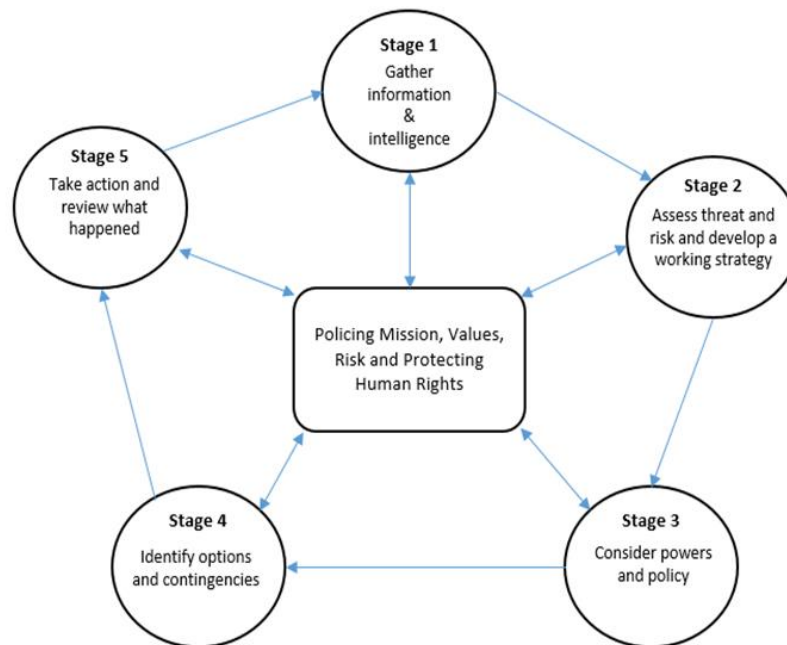 Stage 1
Gather
information
&
intelligence
Stage 2
Assess threat and
risk and develop a
working strategy
Stage 3
Consider powers
and policy
Stage 4
Identify options
and contingencies
Stage 5
Take action and
review what
happened
Policing Mission, Values,
Risk and Protecting
Human Rights